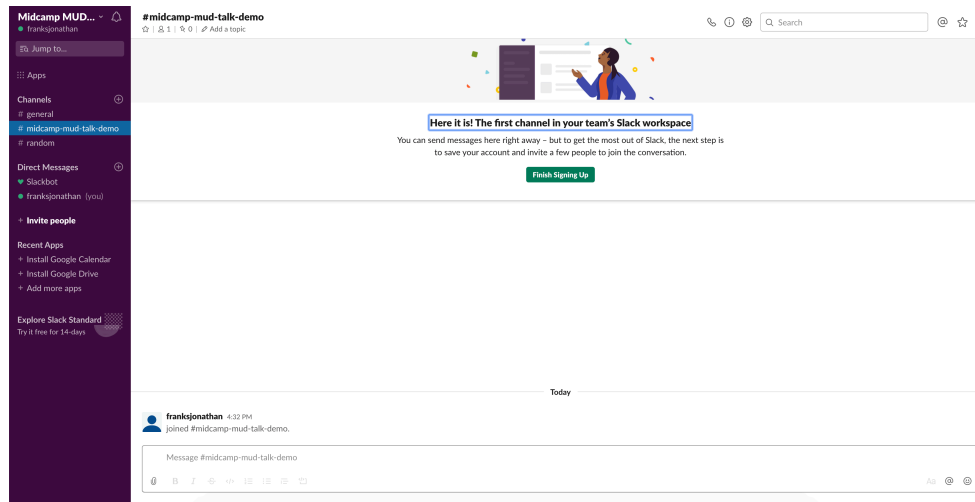 Midcamp MUD...
franksjonathan
Jump to...
Apps
Channels
# general
# midcamp-mud-talk-demo
# random
Direct Messages
Slackbot
franksjonathan (you)
+ Invite people
Recent Apps
+ Install Google Calendar
+ Install Google Drive
+ Add more apps
Explore Slack Standard
Try it free for 14-days
#midcamp-mud-talk-demo
1 | 0 | Add a topic
Search
Here it is! The first channel in your team's Slack workspace
You can send messages here right away – but to get the most out of Slack, the next step is
to save your account and invite a few people to join the conversation.
Finish Signing Up
Today
franksjonathan 4:32 PM
joined #midcamp-mud-talk-demo.
Message #midcamp-mud-talk-demo
B I S </> Aa @